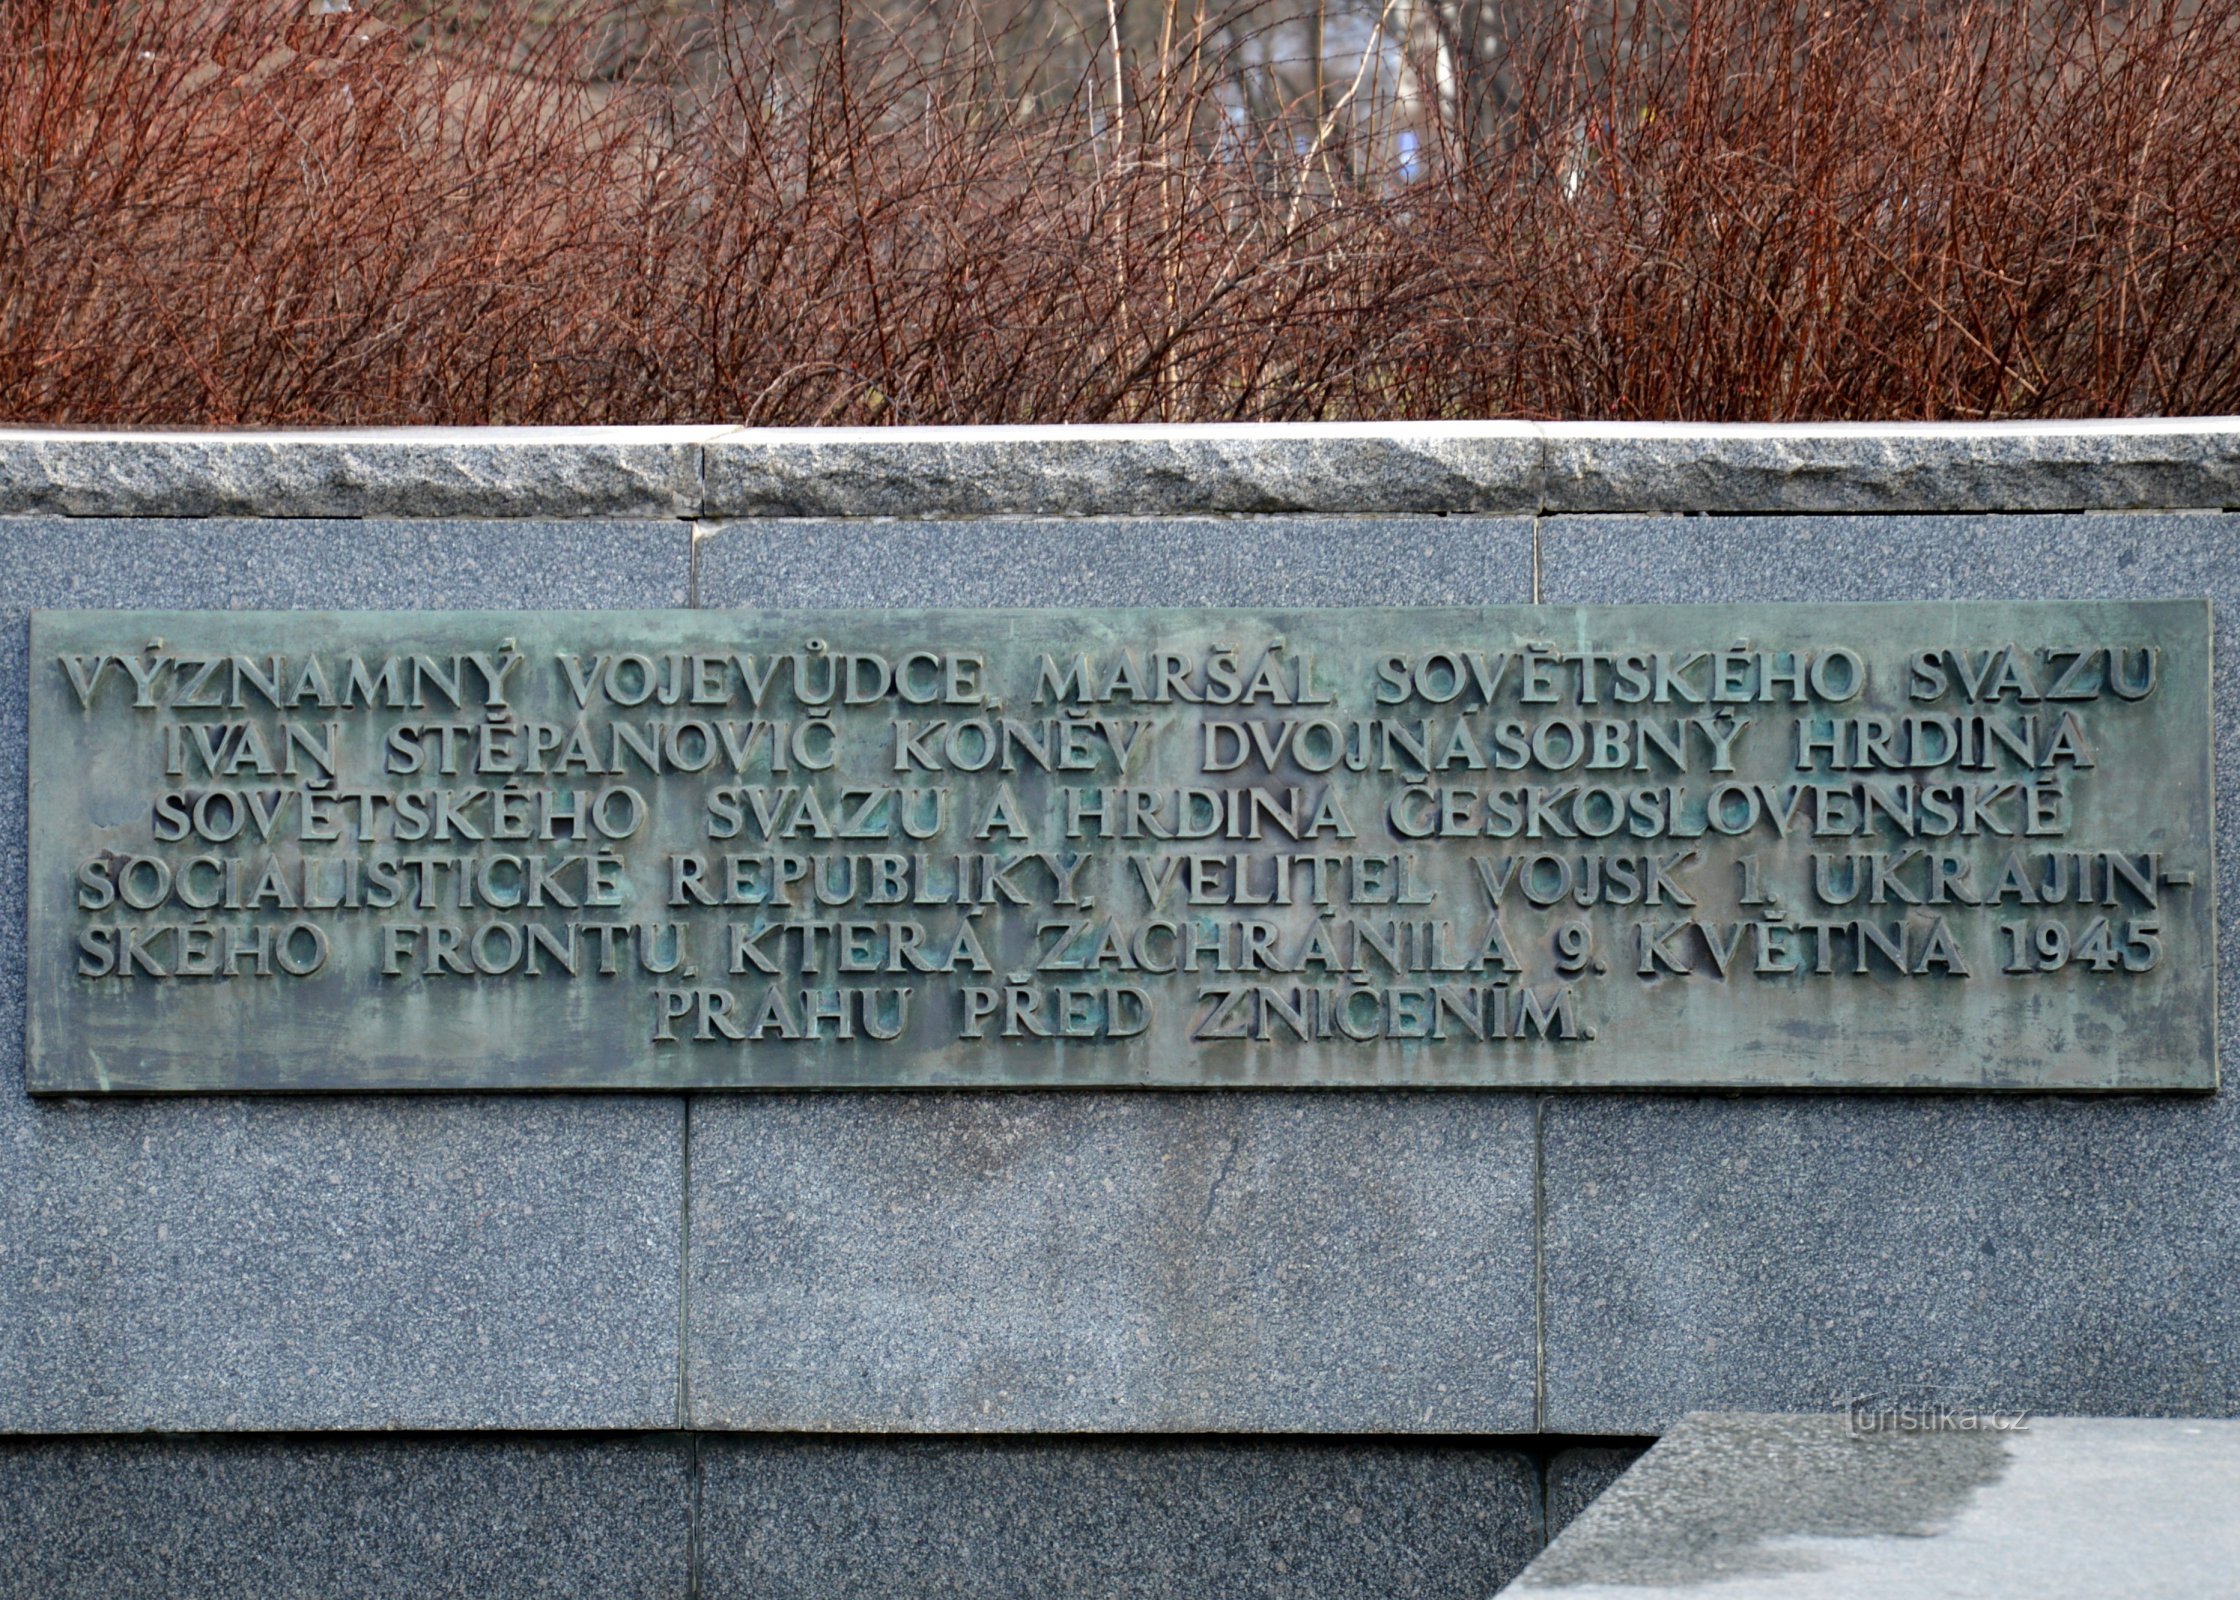 VÝZNAMNÝ VOJEVŮDCE, MARŠÁL SOVĚTSKÉHO SVAZU
IVAN STĚPANOVIČ KONĚV DVOJNÁSOBNÝ HRDINA
SOVĚTSKÉHO SVAZU A HRDINA ČESKOSLOVENSKÉ
SOCIALISTICKÉ REPUBLIKY, VELITEL VOJSK 1. UKRAJIN-
SKÉHO FRONTU, KTERÁ ZACHRÁNILA 9. KVĚTNA 1945
PRAHU PŘED ZNIČENÍM.
Turistika.cz